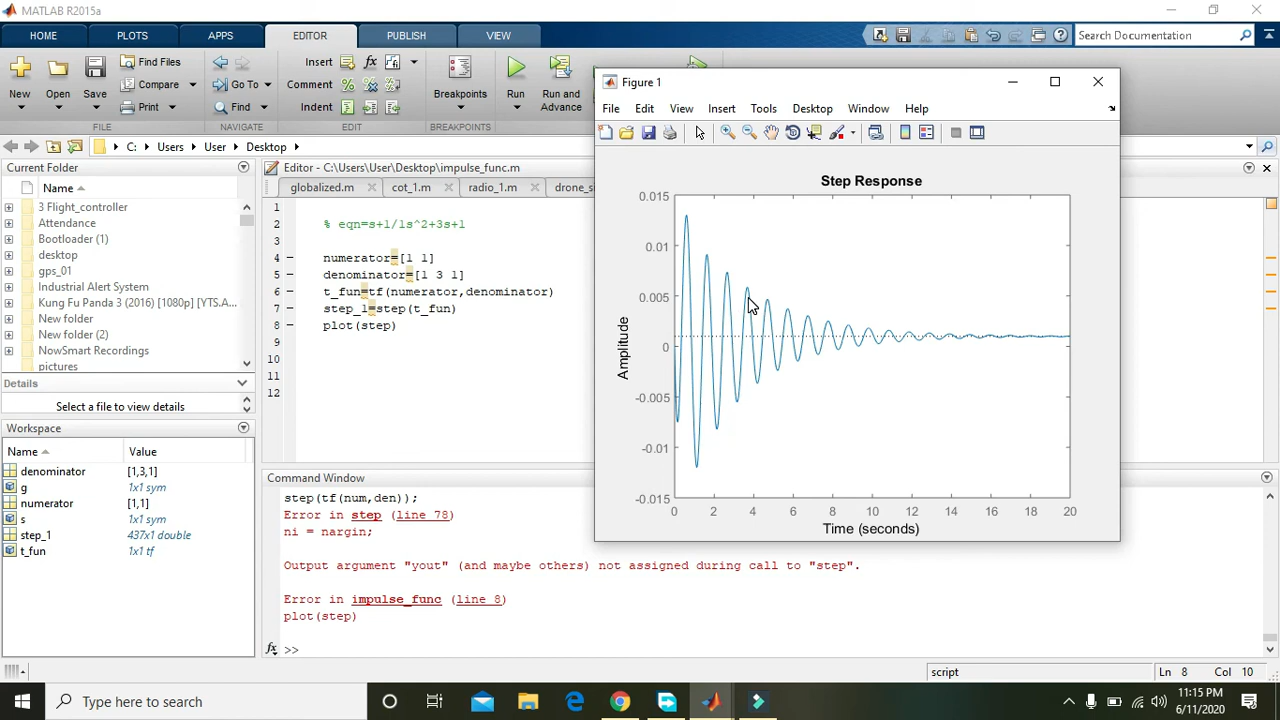 MATLAB R2015a
HOME PLOTS APPS EDITOR PUBLISH VIEW Search Documentation
New Open Save Find Files Compare Print
Go To Find
Insert Comment Indent
Breakpoints Run Run and Advance
FILE NAVIGATE EDIT BREAKPOINTS
C: Users User Desktop
Current Folder
Name
3 Flight_controller
Attendance
Bootloader (1)
desktop
gps_01
Industrial Alert System
Kung Fu Panda 3 (2016) [1080p] [YTS.A...
New folder
New folder (2)
NowSmart Recordings
pictures
Details
Select a file to view details
Workspace
Name Value
denominator [1,3,1]
g 1x1 sym
numerator [1,1]
s 1x1 sym
step_1 437x1 double
t_fun 1x1 tf
Editor - C:\Users\User\Desktop\impulse_func.m
globalized.m cot_1.m radio_1.m drone_s
1
2 % eqn=s+1/1s^2+3s+1
3
4 numerator=[1 1]
5 denominator=[1 3 1]
6 t_fun=tf(numerator,denominator)
7 step_1=step(t_fun)
8 plot(step)
9
10
11
12
Command Window
step(tf(num,den));
Error in step (line 78)
ni = nargin;
Output argument "yout" (and maybe others) not assigned during call to "step".
Error in impulse_func (line 8)
plot(step)
fx >>
Figure 1
File Edit View Insert Tools Desktop Window Help
Step Response
0.015
0.01
0.005
0
-0.005
-0.01
-0.015
Amplitude
0 2 4 6 8 10 12 14 16 18 20
Time (seconds)
script Ln 8 Col 10
Type here to search
11:15 PM
6/11/2020